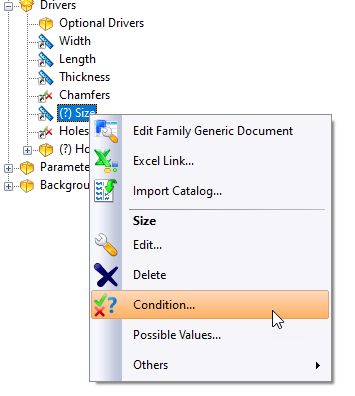 Drivers
Optional Drivers
Width
Length
Thickness
Chamfers
(?) Size
Holes
(?) Ho
Paramete
Backgrou
Edit Family Generic Document
Excel Link...
Import Catalog...
Size
Edit...
Delete
Condition...
Possible Values...
Others